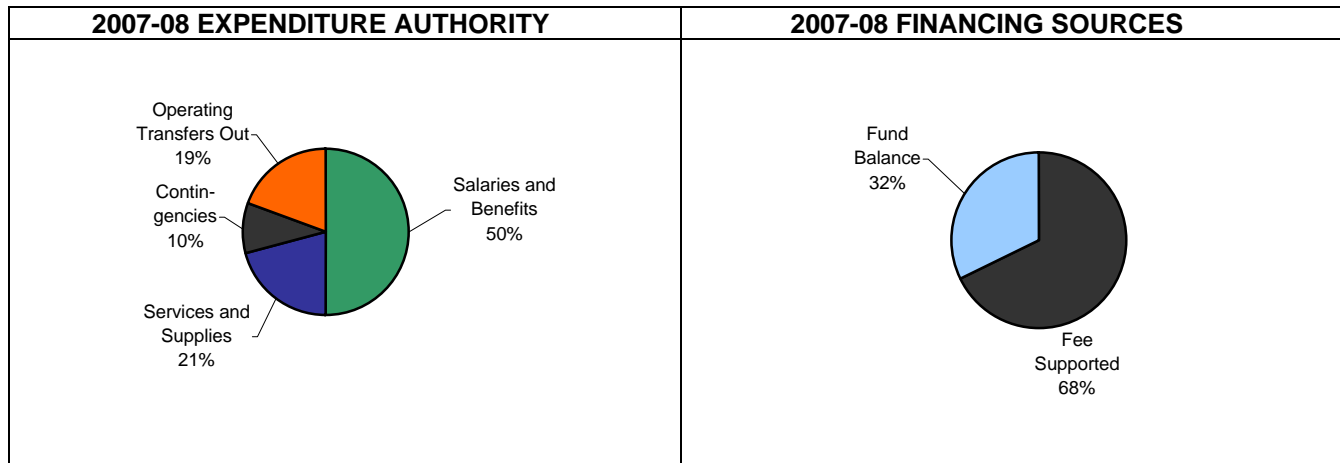 2007-08 EXPENDITURE AUTHORITY
Operating
Transfers Out
19%
Contin-
gencies
10%
Services and
Supplies
21%
Salaries and
Benefits
50%
2007-08 FINANCING SOURCES
Fund
Balance
32%
Fee
Supported
68%